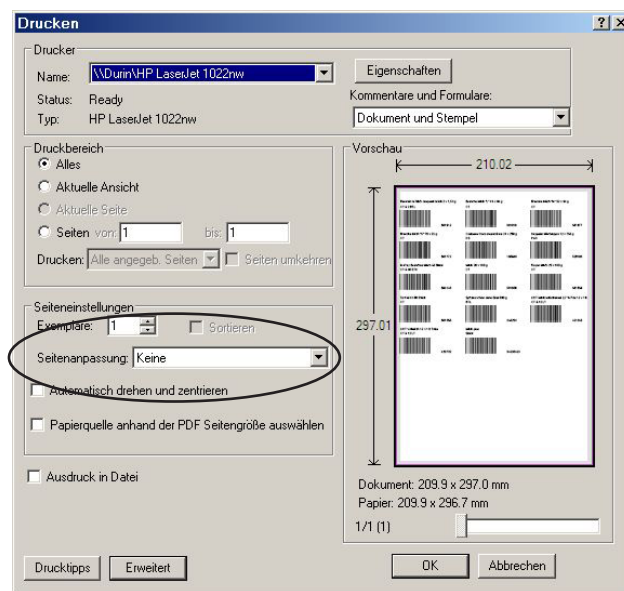 Drucken
Drucker
Name: \\Durin\HP LaserJet 1022nw
Eigenschaften
Status: Ready
Kommentare und Formulare:
Typ: HP LaserJet 1022nw
Dokument und Stempel
Druckbereich
Alles
Aktuelle Ansicht
Aktuelle Seite
Seiten von: 1 bis: 1
Drucken: Alle angegeb. Seiten Seiten umkehren
Seiteneinstellungen
Exemplare: 1 Sortieren
Seitenanpassung: Keine
Automatisch drehen und zentrieren
Papierquelle anhand der PDF Seitengröße auswählen
Ausdruck in Datei
Vorschau
210.02
297.01
Dokument: 209.9 x 297.0 mm
Papier: 209.9 x 296.7 mm
1/1 (1)
Drucktipps
Erweitert
OK
Abbrechen